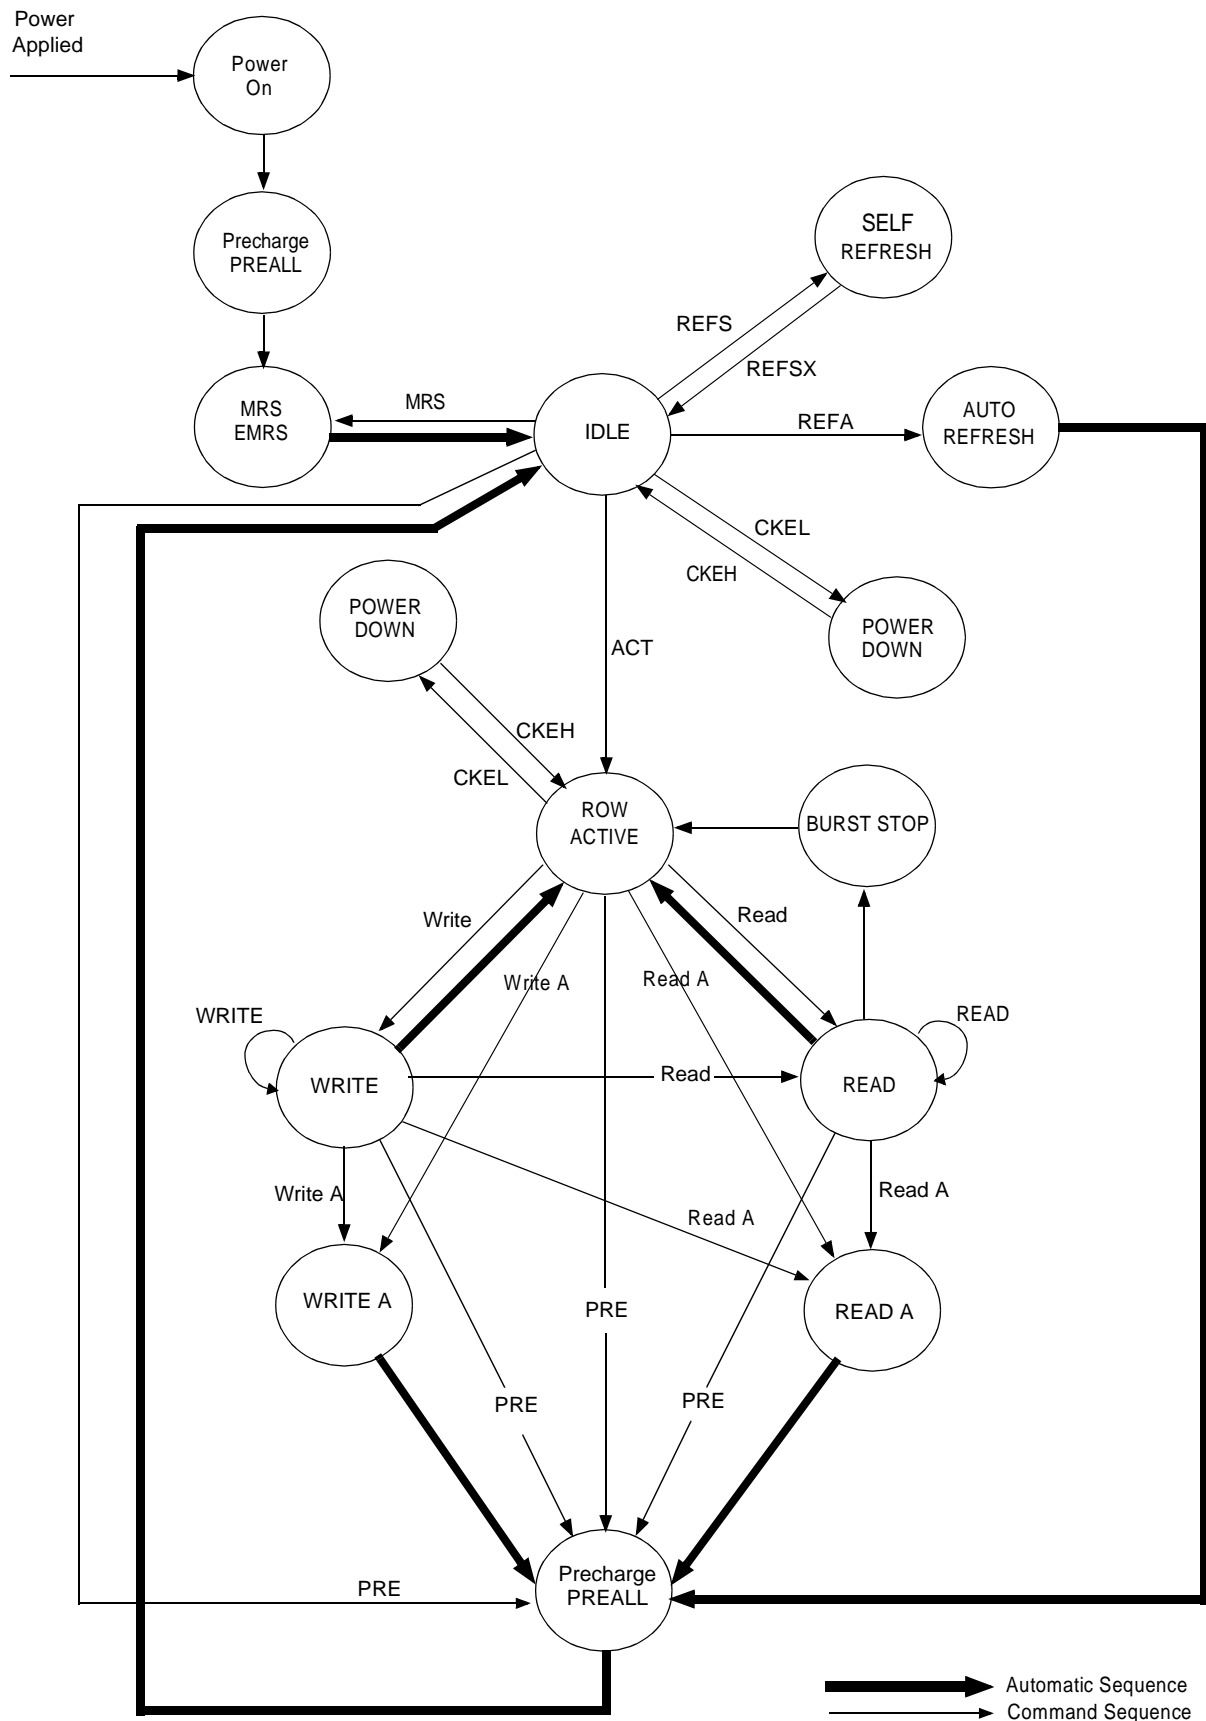 Power
Applied
Power
On
Precharge
PREALL
SELF
REFRESH
REFS
REFSX
MRS
EMRS
MRS
IDLE
REFA
AUTO
REFRESH
CKEL
CKEH
POWER
DOWN
POWER
DOWN
ACT
CKEH
CKEL
ROW
ACTIVE
BURST STOP
Write
Read
Write A
Read A
WRITE
READ
WRITE
Read
READ
Write A
Read A
Read A
WRITE A
PRE
READ A
PRE
PRE
Precharge
PREALL
PRE
Automatic Sequence
Command Sequence